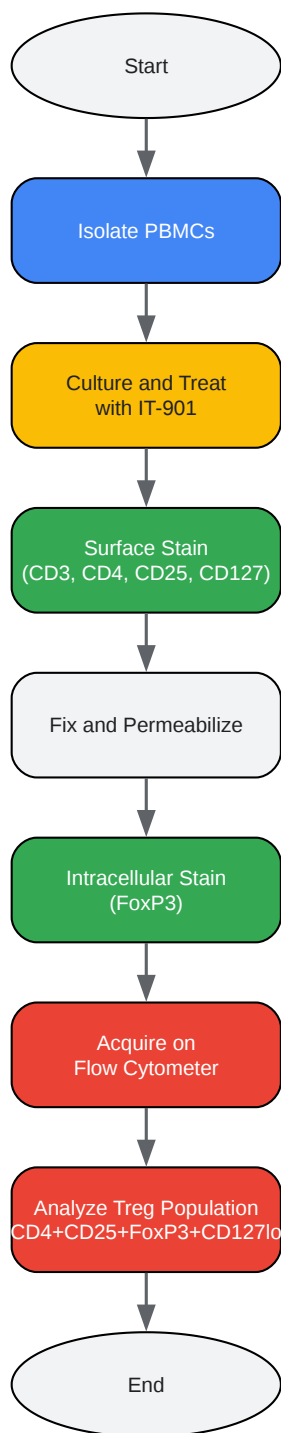 Start
Isolate PBMCs
Culture and Treat
with IT-901
Surface Stain
(CD3, CD4, CD25, CD127)
Fix and Permeabilize
Intracellular Stain
(FoxP3)
Acquire on
Flow Cytometer
Analyze Treg Population
CD4+CD25+FoxP3+CD127lo
End